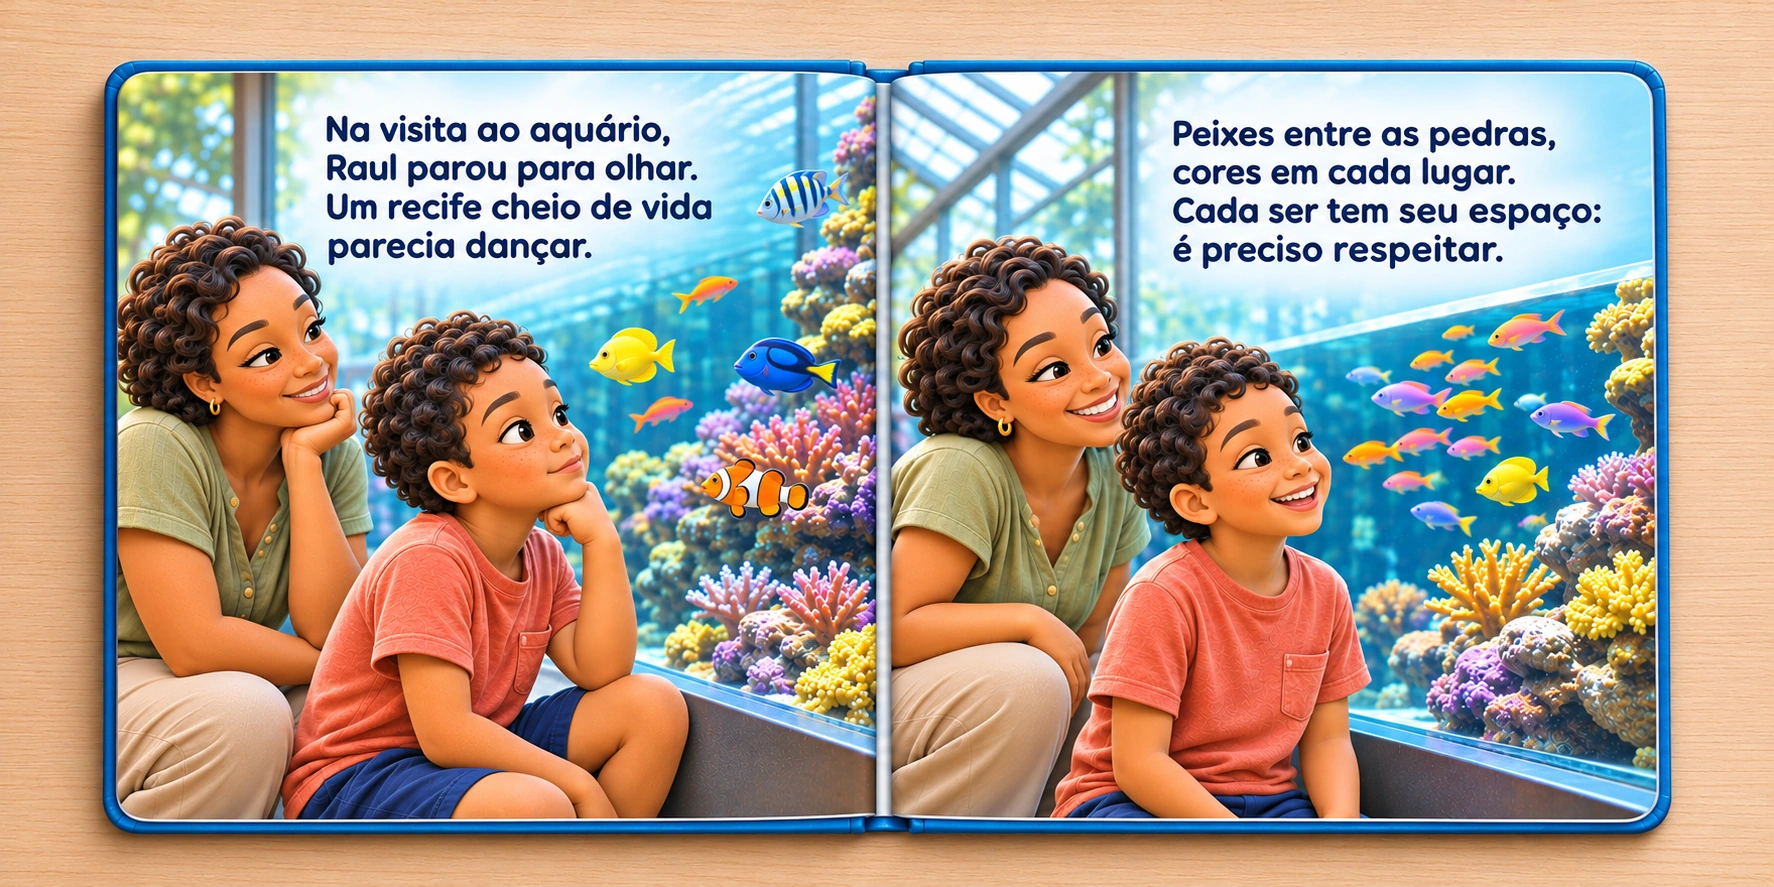 Na visita ao aquário,
Raul parou para olhar.
Um recife cheio de vida
parecia dançar.
Peixes entre as pedras,
cores em cada lugar.
Cada ser tem seu espaço:
é preciso respeitar.